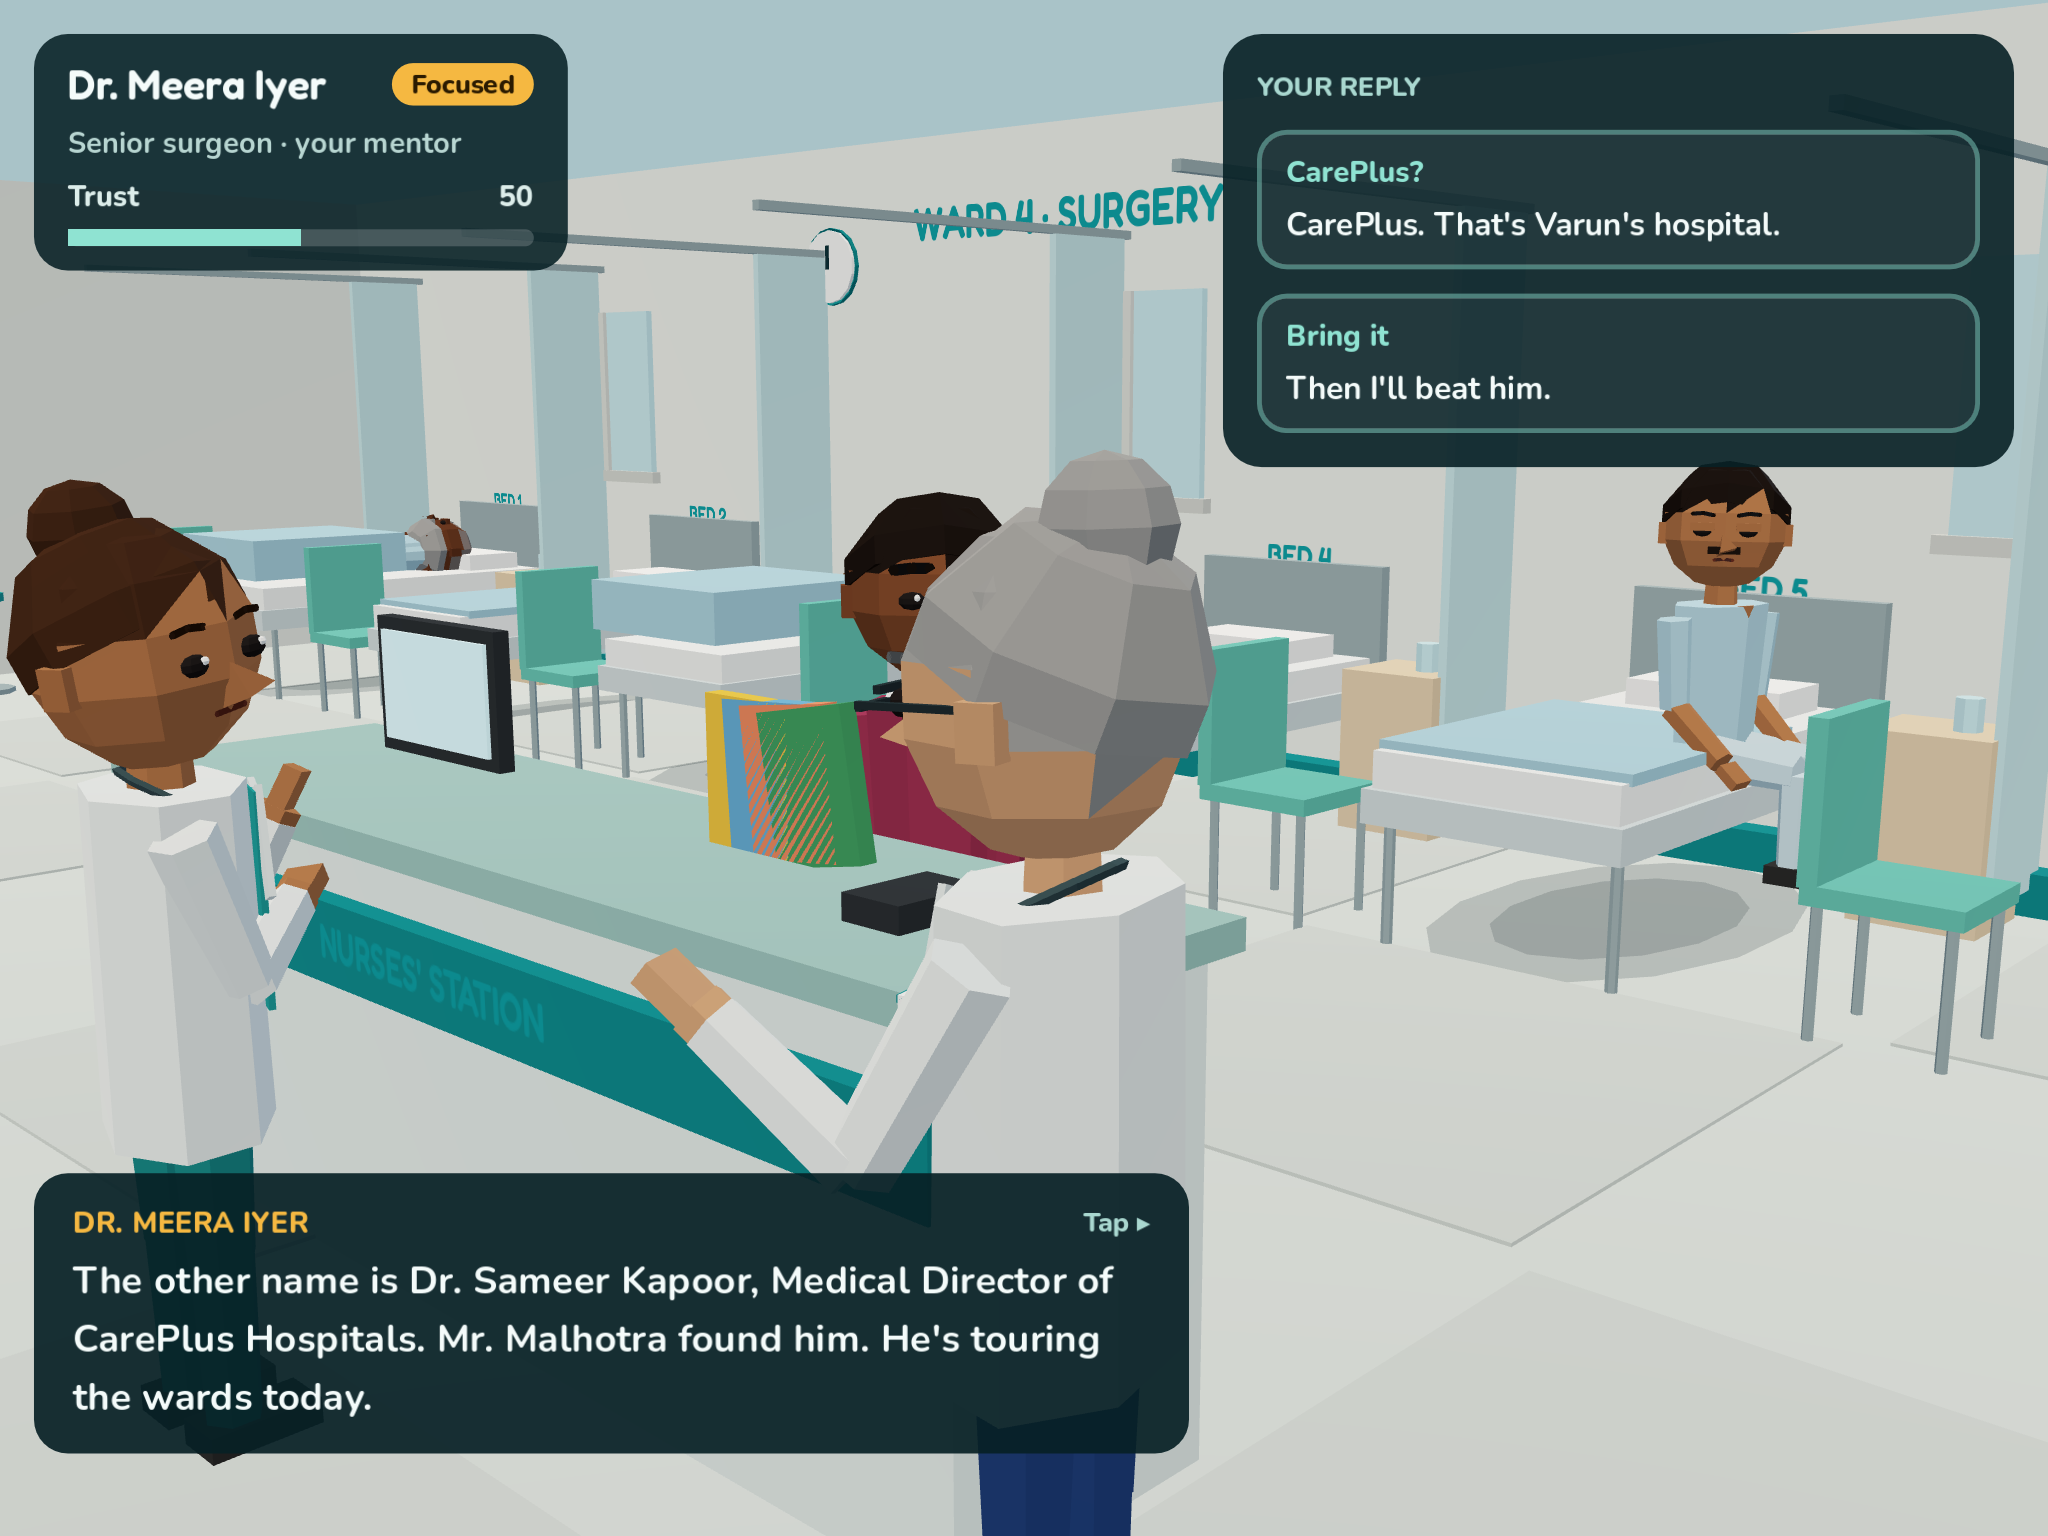 Dr. Meera Iyer
Focused
Senior surgeon · your mentor
Trust
50
YOUR REPLY
CarePlus?
CarePlus. That's Varun's hospital.
Bring it
Then I'll beat him.
WARD 4 · SURGERY
BED 1
BED 2
BED 4
BED 5
NURSES' STATION
DR. MEERA IYER
Tap ▸
The other name is Dr. Sameer Kapoor, Medical Director of
CarePlus Hospitals. Mr. Malhotra found him. He's touring
the wards today.